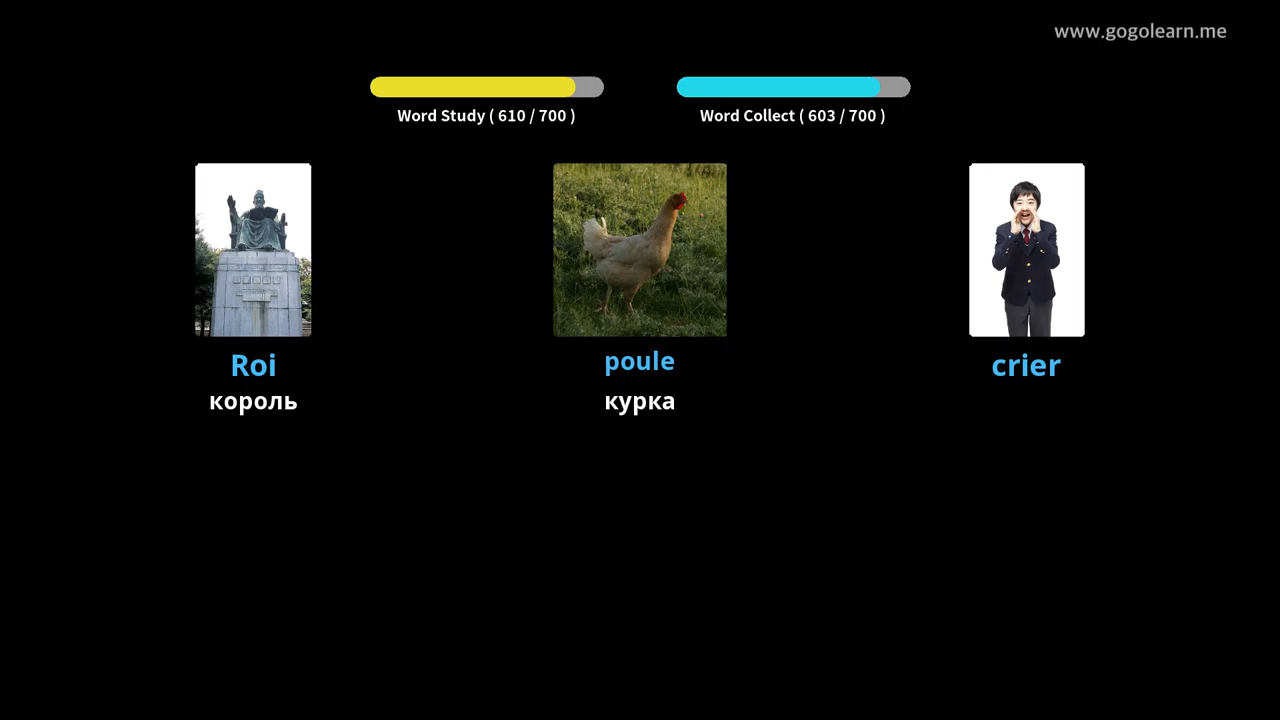 www.gogolearn.me
Word Study ( 610 / 700 )
Word Collect ( 603 / 700 )
Roi
poule
crier
король
курка